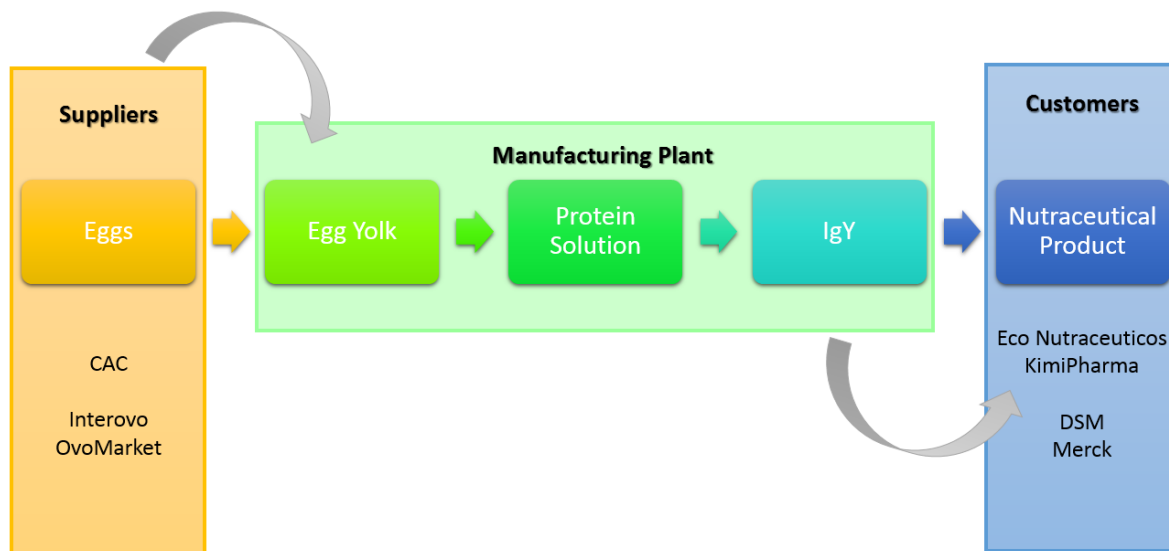 Suppliers
Eggs
CAC
Interovo
OvoMarket
Manufacturing Plant
Egg Yolk
Protein
Solution
IgY
Customers
Nutraceutical
Product
Eco Nutraceuticos
KimiPharma
DSM
Merck